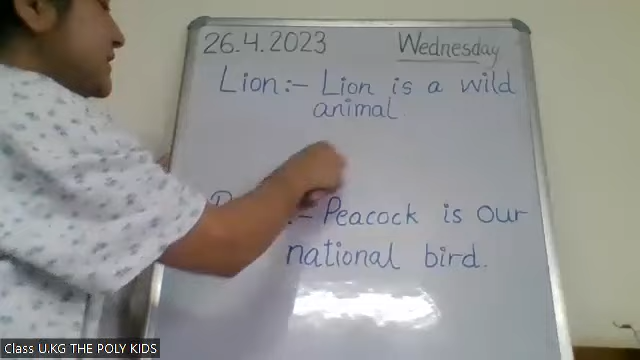 26.4.2023 Wednesday
Lion:- Lion is a wild
animal.
:- Peacock is our
national bird.
Class U.KG THE POLY KIDS